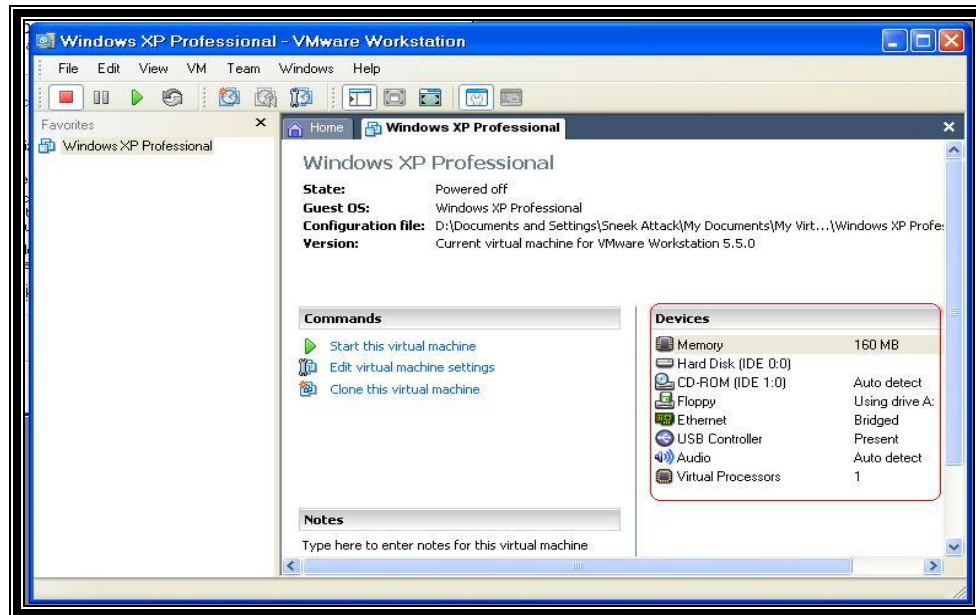 Windows XP Professional - VMware Workstation
File Edit View VM Team Windows Help
Favorites
Windows XP Professional
Home Windows XP Professional
Windows XP Professional
State: Powered off
Guest OS: Windows XP Professional
Configuration file: D:\Documents and Settings\Sneek Attack\My Documents\My Virt...\Windows XP Profe
Version: Current virtual machine for VMware Workstation 5.5.0
Commands
Start this virtual machine
Edit virtual machine settings
Clone this virtual machine
Devices
Memory 160 MB
Hard Disk (IDE 0:0)
CD-ROM (IDE 1:0) Auto detect
Floppy Using drive A:
Ethernet Bridged
USB Controller Present
Audio Auto detect
Virtual Processors 1
Notes
Type here to enter notes for this virtual machine